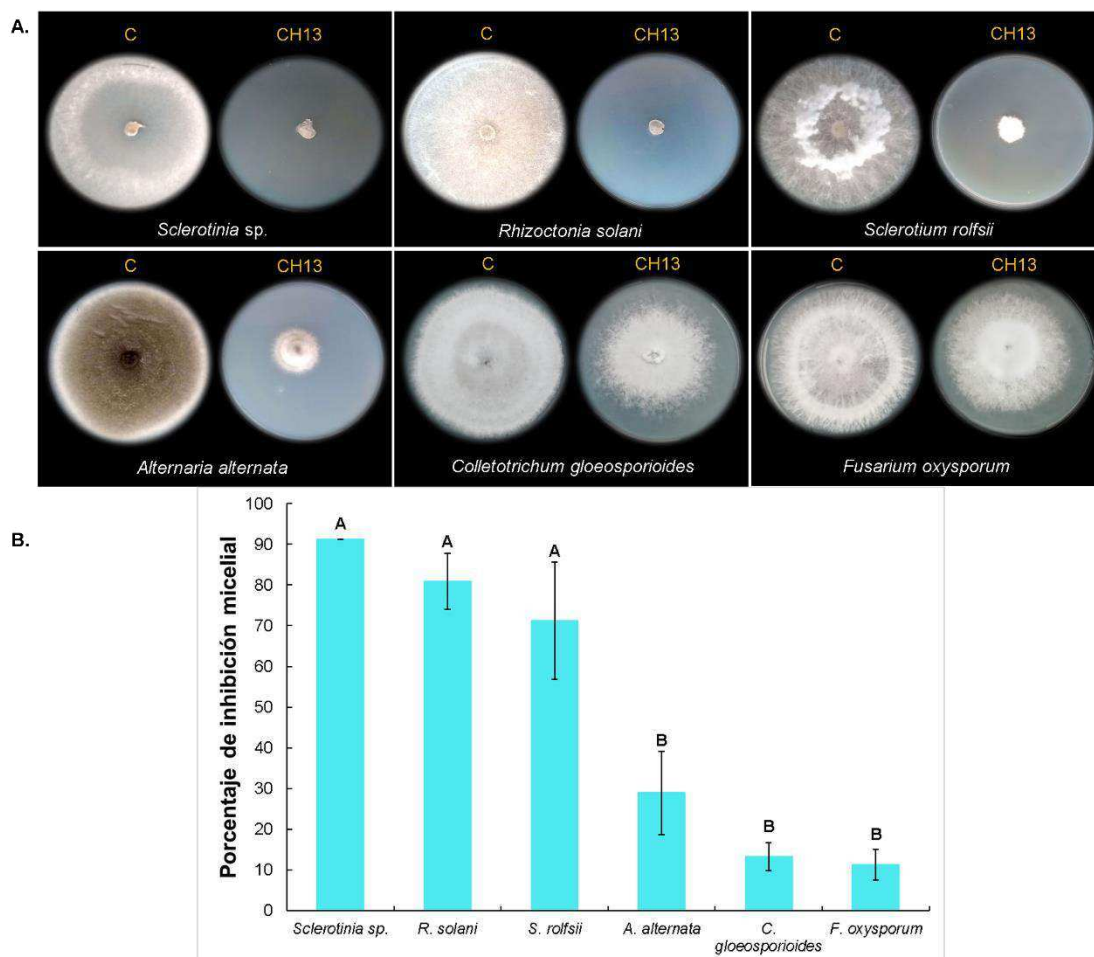 A.
C CH13 C CH13 C CH13
Sclerotinia sp. Rhizoctonia solani Sclerotium rolfsii
C CH13 C CH13 C CH13
Alternaria alternata Colletotrichum gloeosporioides Fusarium oxysporum
B.
Porcentaje de inhibición micelial
100
90
80
70
60
50
40
30
20
10
0
A A A B B B
Sclerotinia sp. R. solani S. rolfsii A. alternata C. F. oxysporum
gloeosporioides